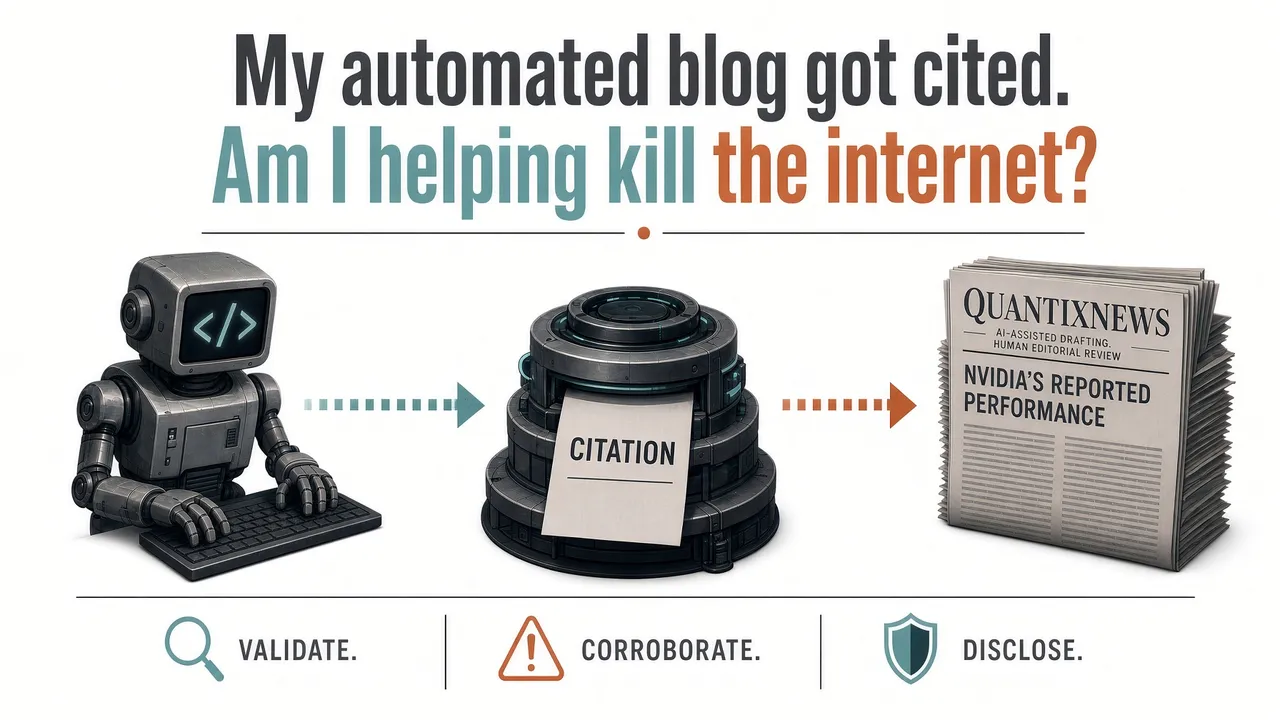 My automated blog got cited.
Am I helping kill the internet?
</>
CITATION
QUANTIXNEWS
AI-ASSISTED DRAFTING.
HUMAN EDITORIAL REVIEW
NVIDIA'S REPORTED
PERFORMANCE
VALIDATE.
CORROBORATE.
DISCLOSE.